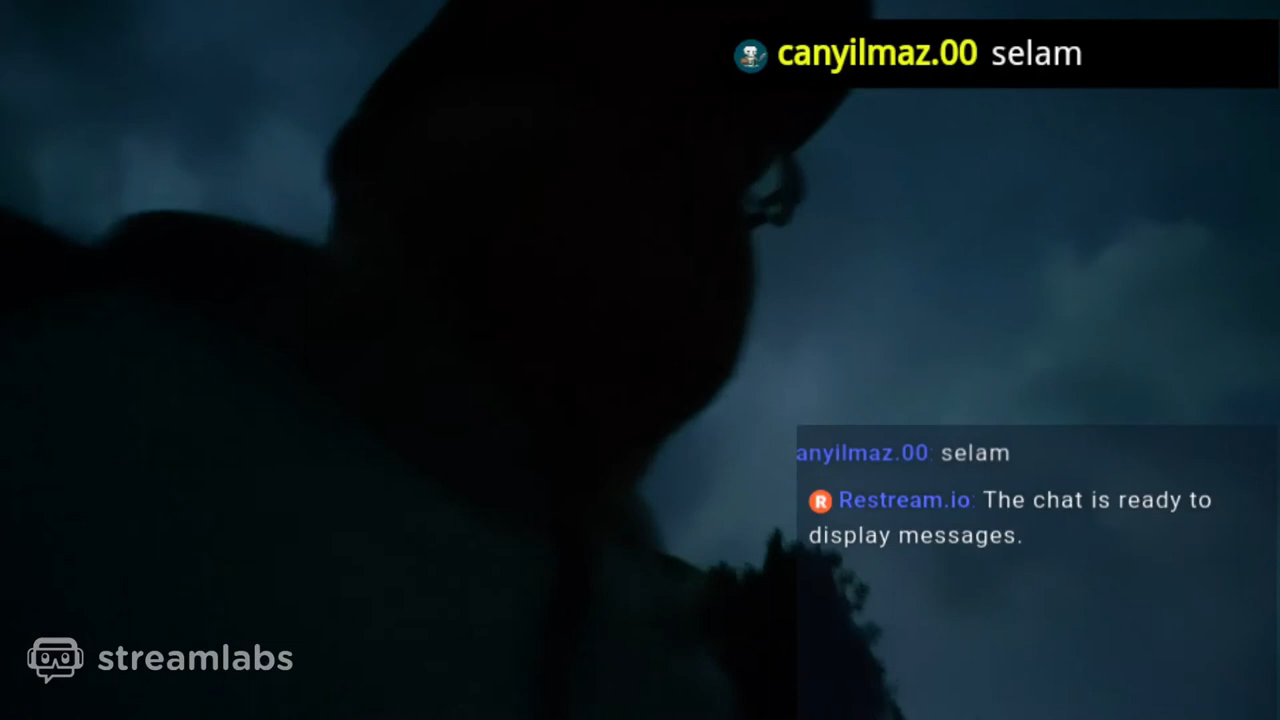 canyilmaz.00 selam
anyilmaz.00: selam
Restream.io: The chat is ready to
display messages.
streamlabs